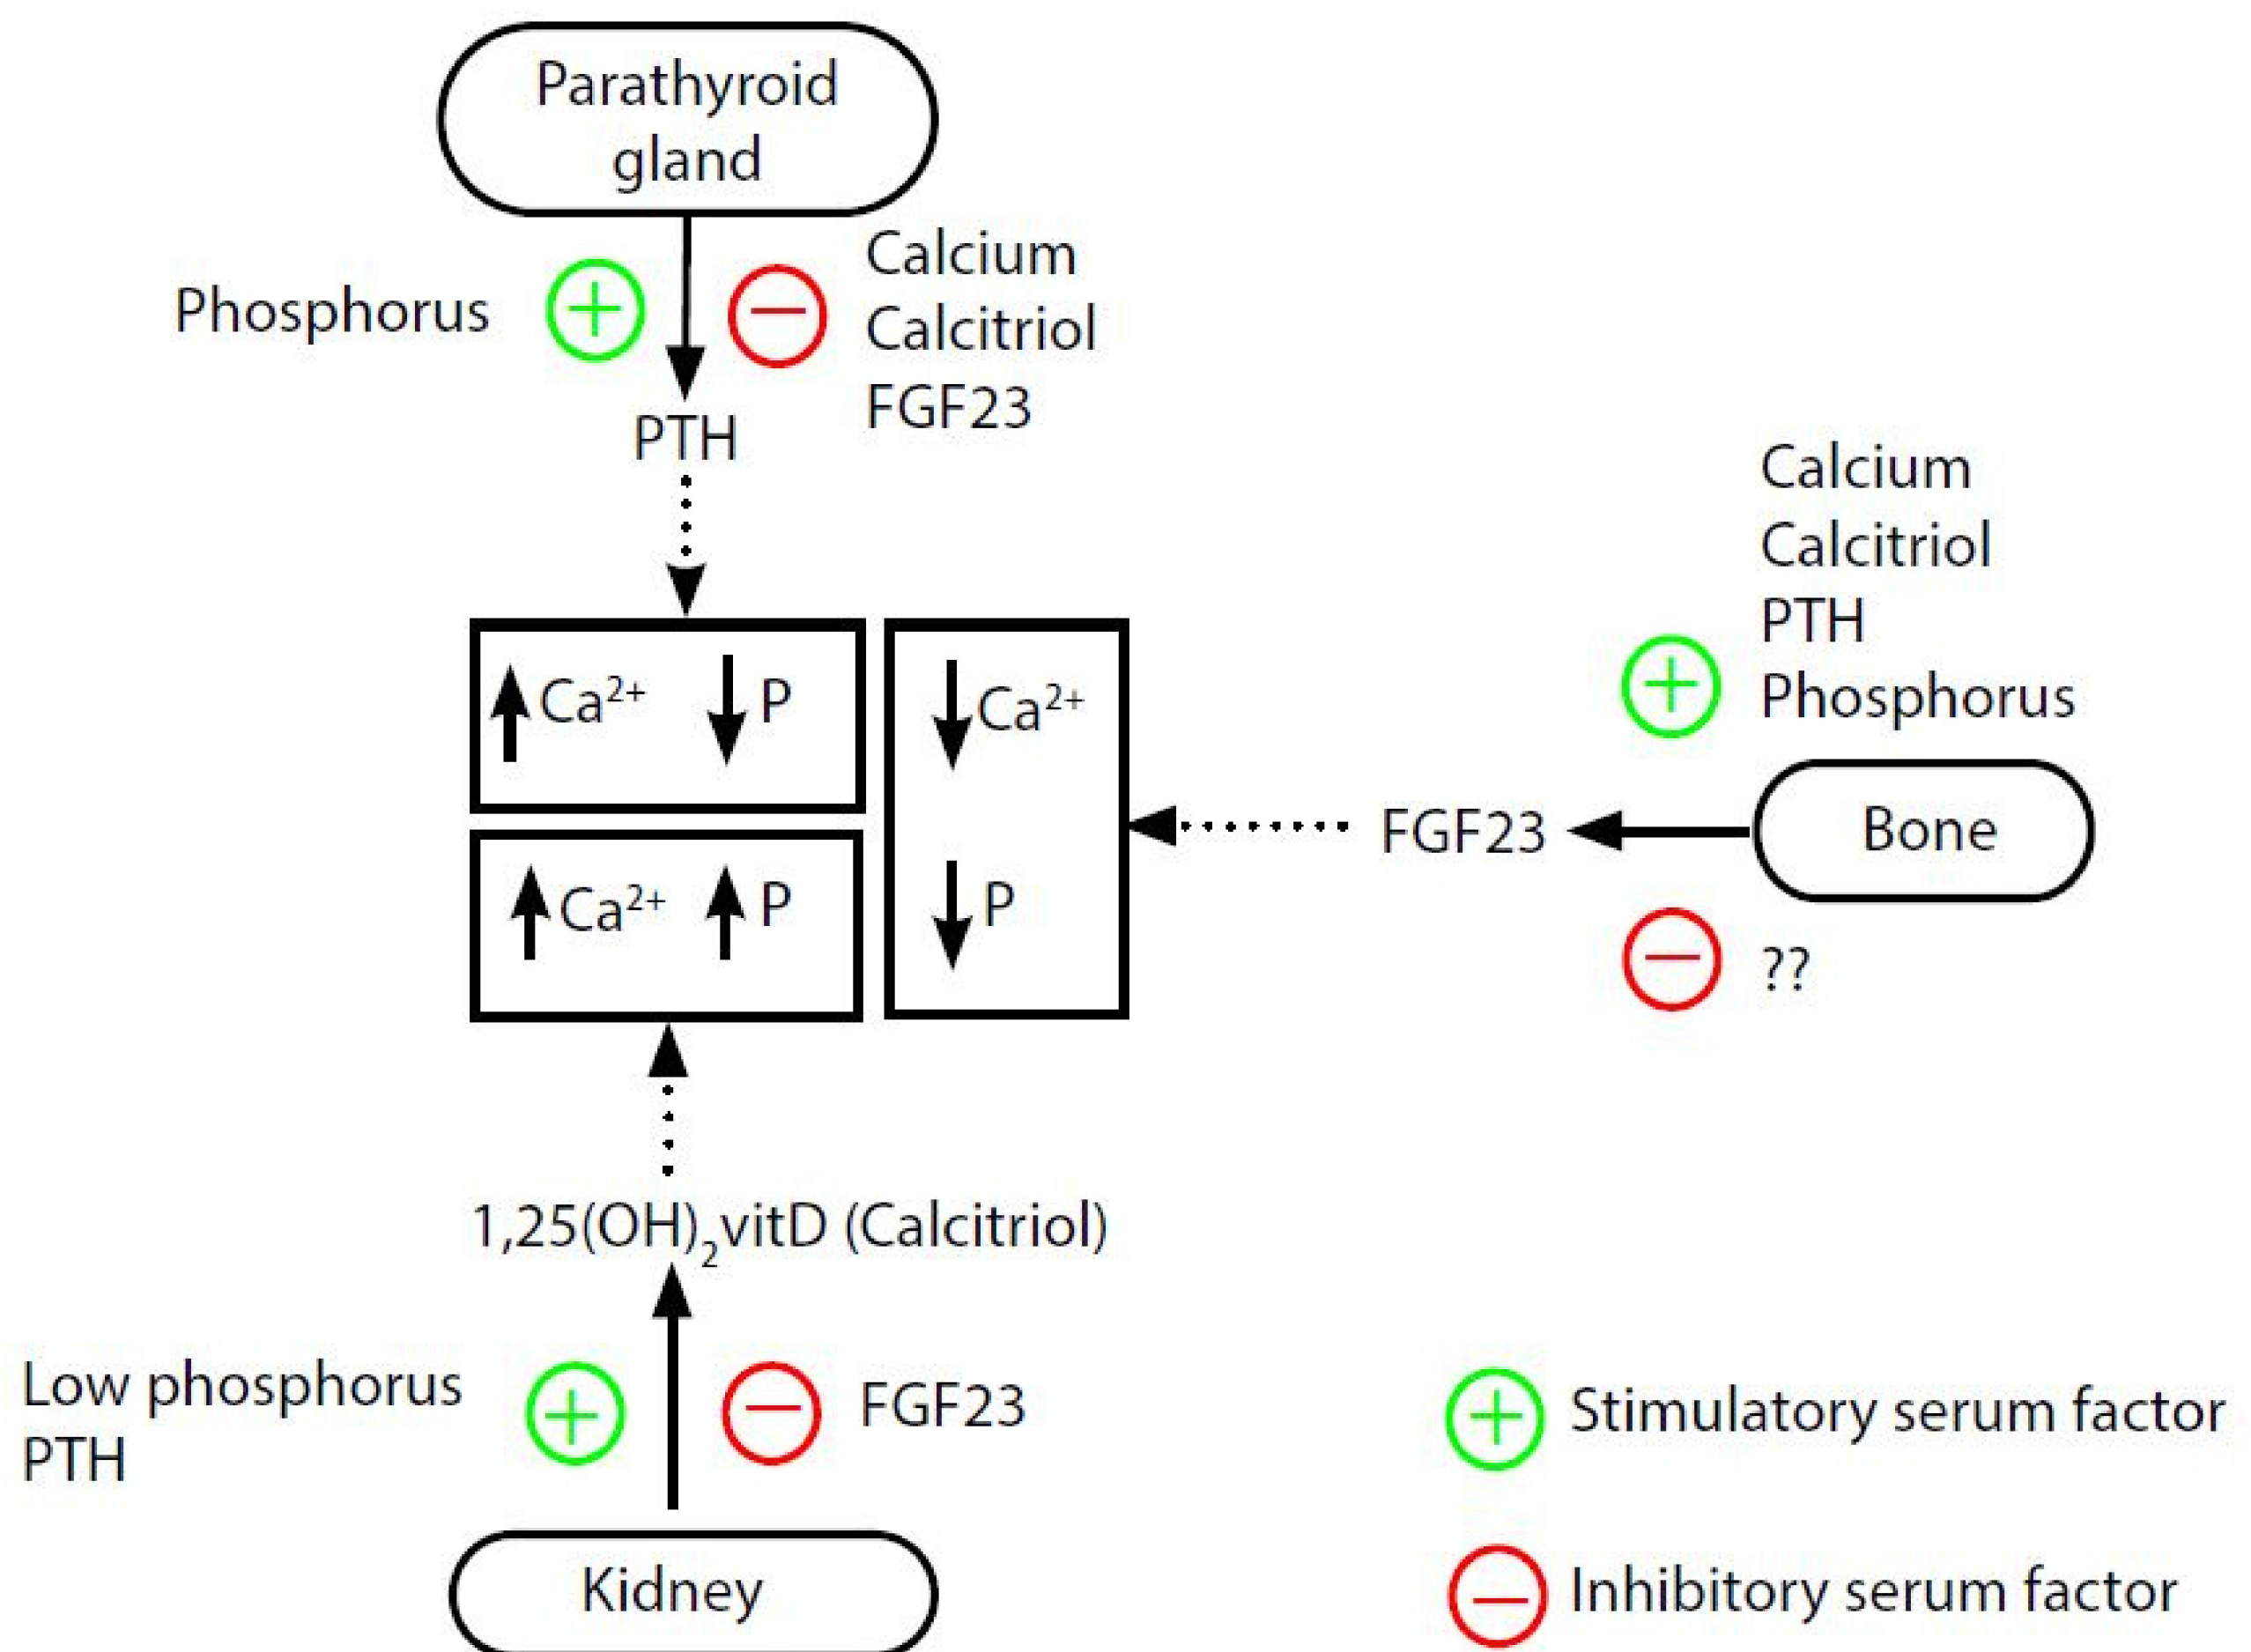 Parathyroid
gland
Phosphorus
+
−
Calcium
Calcitriol
FGF23
PTH
Calcium
Calcitriol
PTH
Phosphorus
+
Ca²⁺ P
Ca²⁺
P
Ca²⁺ P
FGF23
Bone
−
??
1,25(OH)₂vitD (Calcitriol)
Low phosphorus
PTH
+
−
FGF23
Kidney
+ Stimulatory serum factor
− Inhibitory serum factor